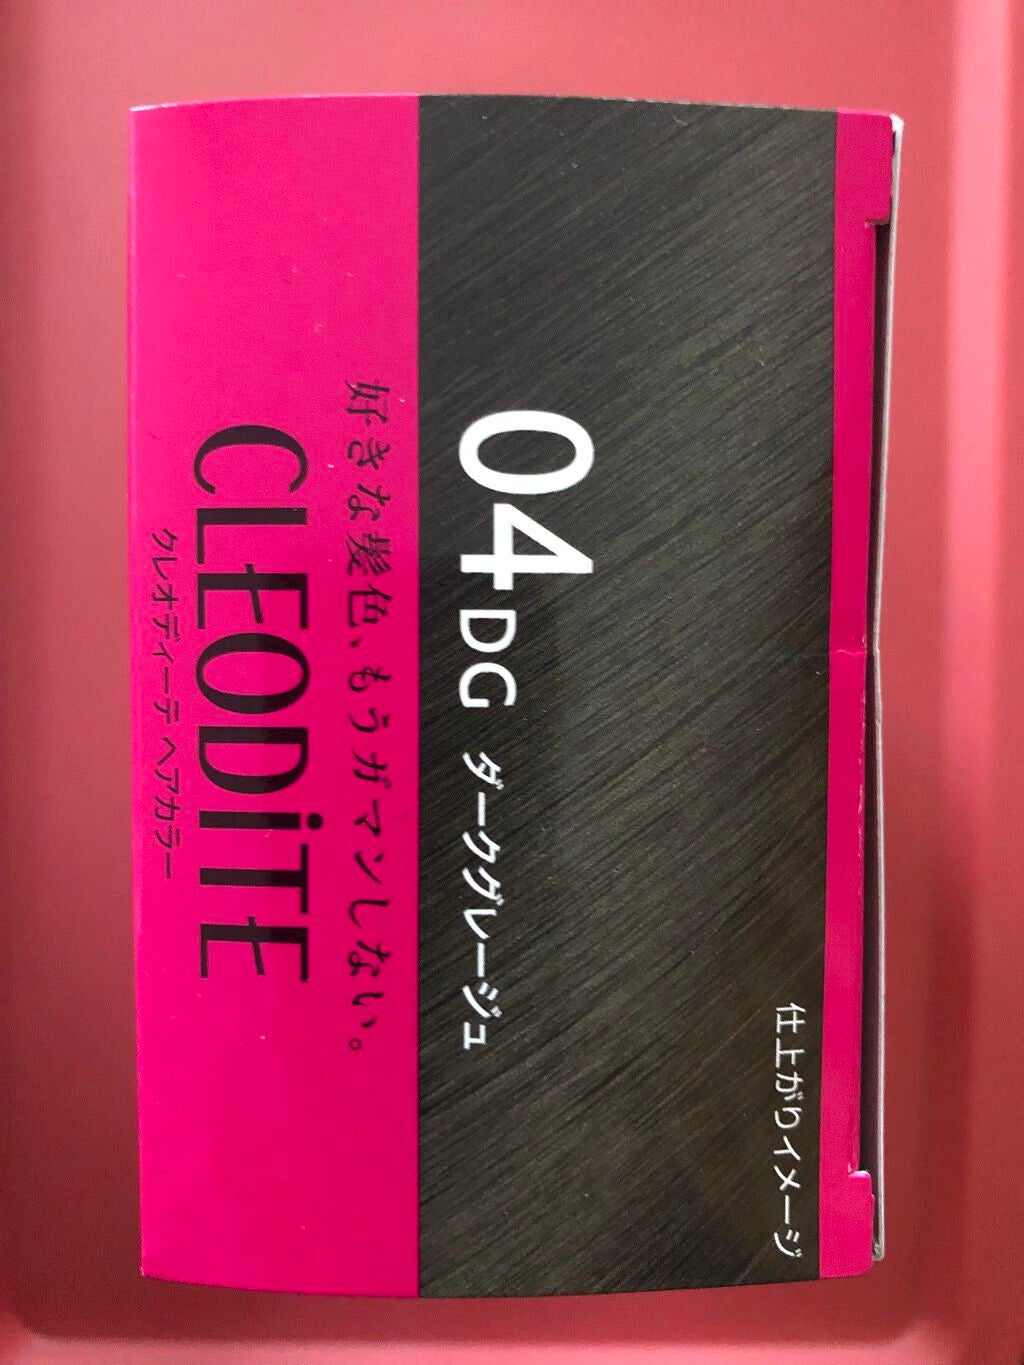 仕上がりイメージ
04DG ダークグレージュ
好きな髪色、もうガマンしない。
CLEODiTE
クレオディーテ ヘアカラー